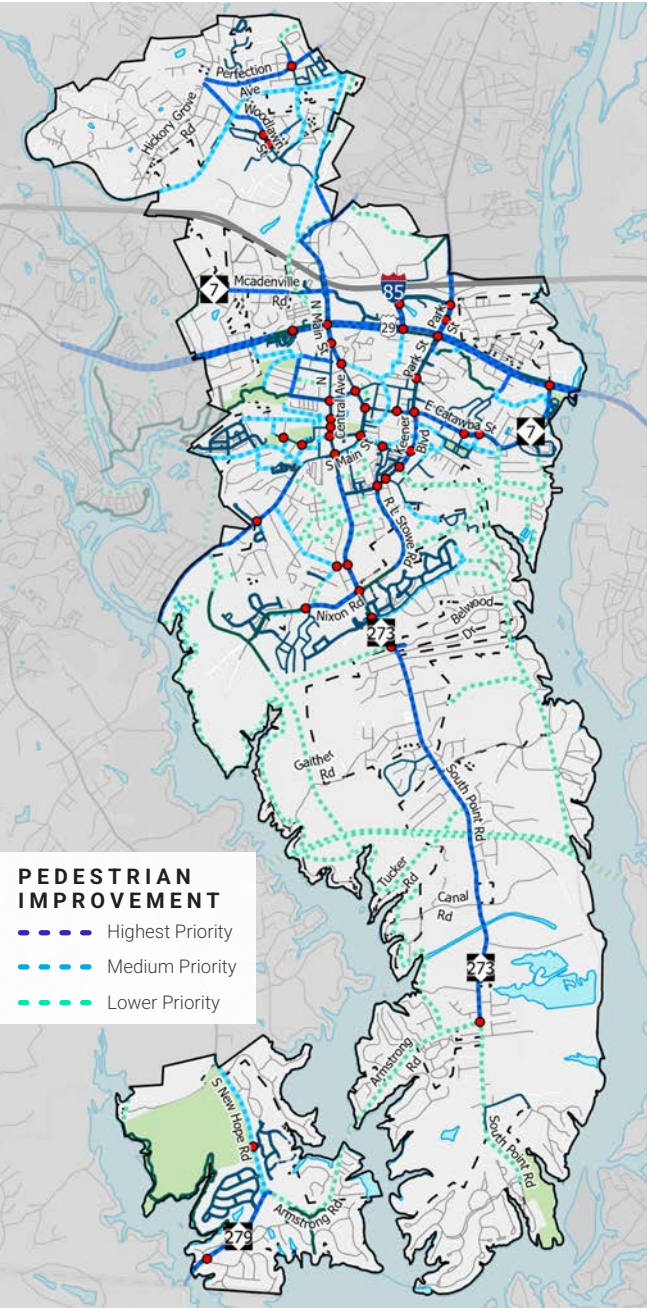 Perfection
Ave
Hickory Grove
Rd
Woodlawn
St
Mcadenville
Rd
7
85
29
N Main St
Park
St
Park St
N
Central Ave
E Catawba St
7
Keener
Blvd
S Main St
R L Stowe Rd
Nixon Rd
273
Belwood
Dr
Gaither
Rd
South Point Rd
PEDESTRIAN
IMPROVEMENT
Highest Priority
Medium Priority
Lower Priority
Tucker
Rd
Canal
Rd
273
Armstrong
Rd
S New Hope Rd
South Point Rd
Armstrong Rd
279